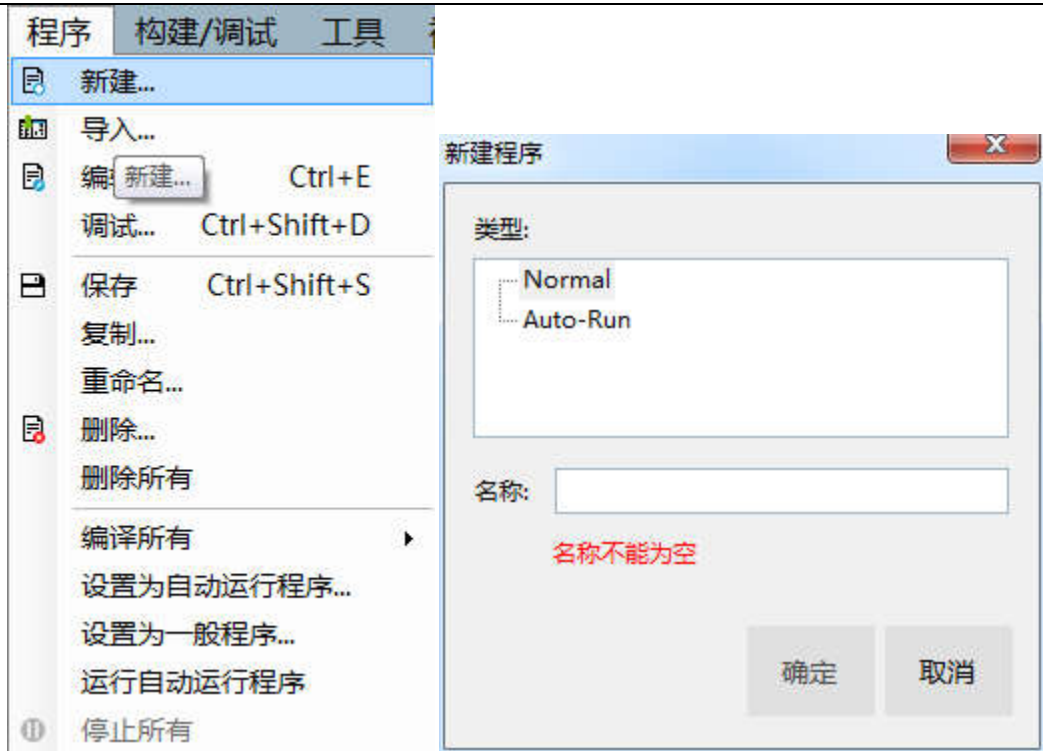 程序 构建/调试 工具
新建...
导入...
新建... Ctrl+E
调试... Ctrl+Shift+D
保存 Ctrl+Shift+S
复制...
重命名...
删除...
删除所有
编译所有
设置为自动运行程序...
设置为一般程序...
运行自动运行程序
停止所有
新建程序
类型:
Normal
Auto-Run
名称:
名称不能为空
确定 取消